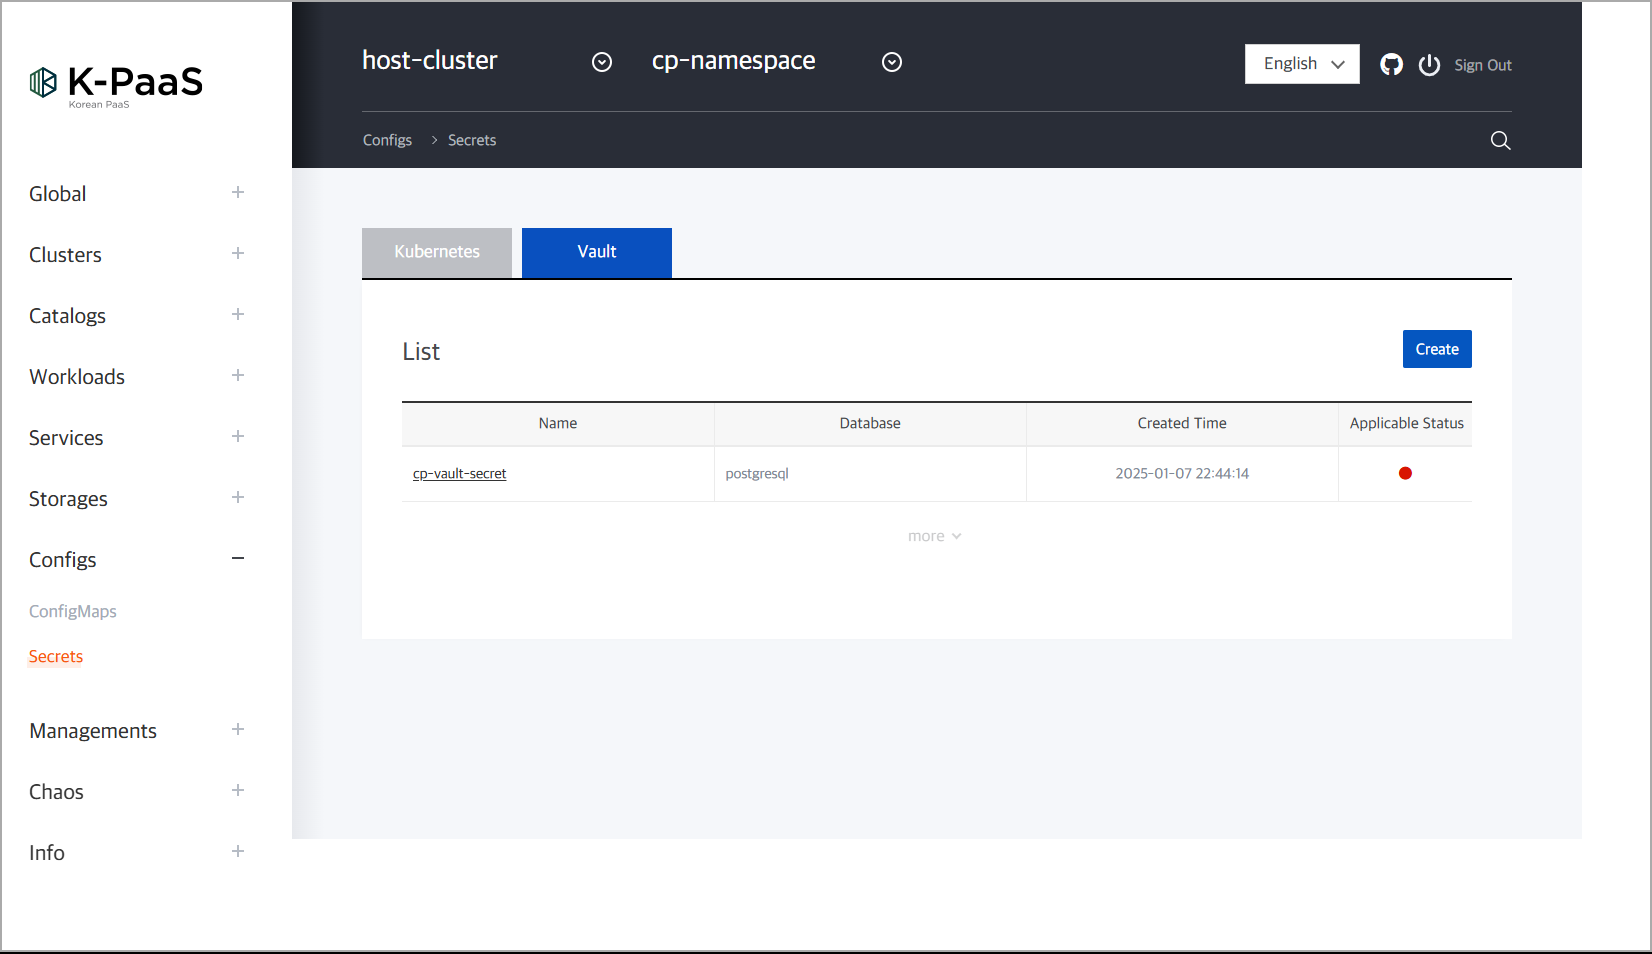 K-PaaS
Korean PaaS
host-cluster
cp-namespace
English
Sign Out
Configs > Secrets
Global
Clusters
Catalogs
Workloads
Services
Storages
Configs
ConfigMaps
Secrets
Managements
Chaos
Info
Kubernetes
Vault
List
Create
Name Database Created Time Applicable Status
cp-vault-secret postgresql 2025-01-07 22:44:14
more